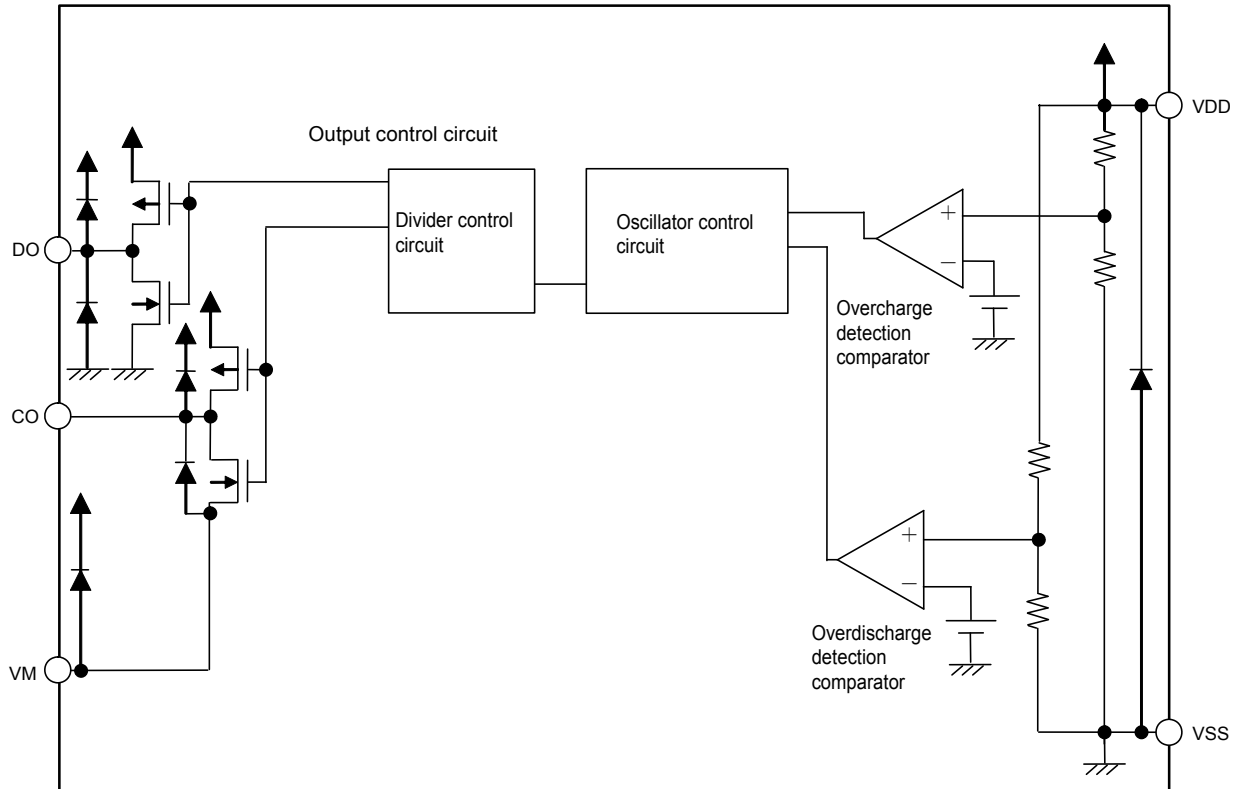 VDD
Output control circuit
Divider control
circuit
Oscillator control
circuit
+
−
DO
Overcharge
detection
comparator
CO
+
−
Overdischarge
detection
comparator
VM
VSS